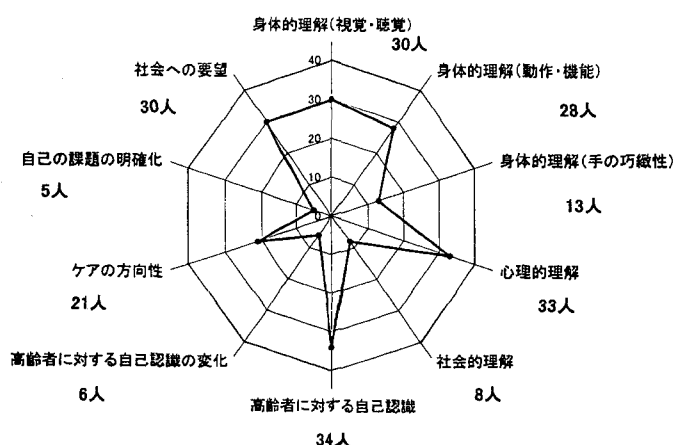 身体的理解(視覚・聴覚)
30人
身体的理解(動作・機能)
28人
身体的理解(手の巧緻性)
13人
心理的理解
33人
社会的理解
8人
高齢者に対する自己認識
34人
高齢者に対する自己認識の変化
6人
ケアの方向性
21人
自己の課題の明確化
5人
社会への要望
30人
40
30
20
10
0